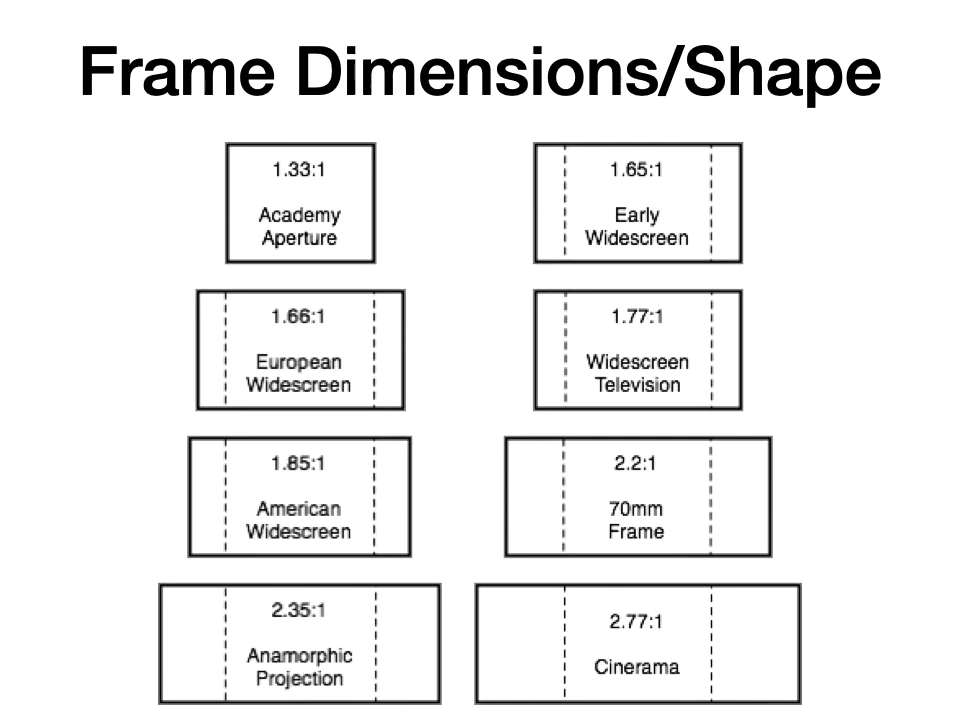 Frame Dimensions/Shape
1.33:1
Academy
Aperture
1.65:1
Early
Widescreen
1.66:1
European
Widescreen
1.77:1
Widescreen
Television
1.85:1
American
Widescreen
2.2:1
70mm
Frame
2.35:1
Anamorphic
Projection
2.77:1
Cinerama